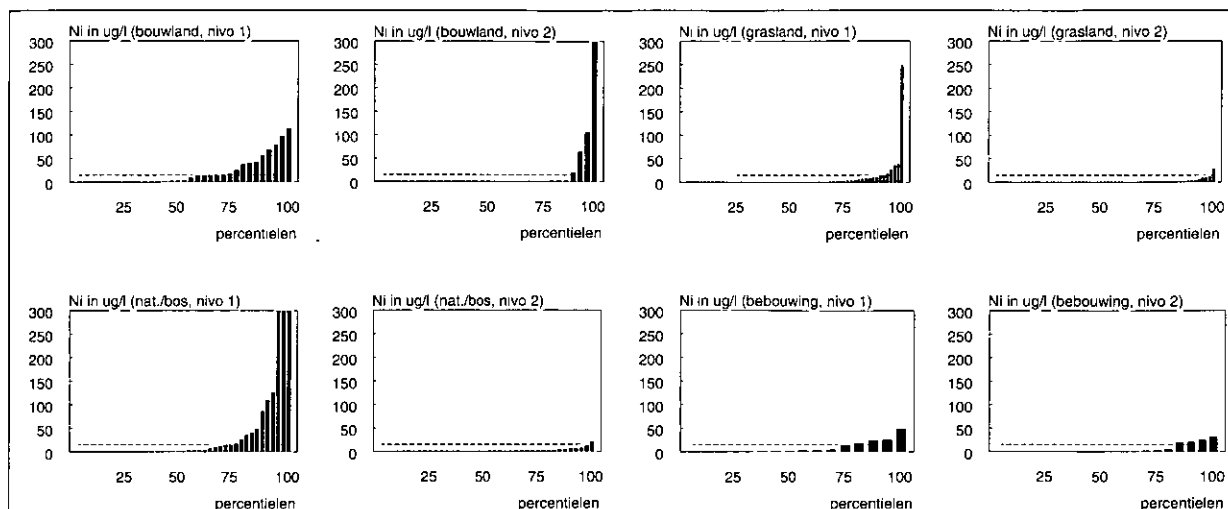 Ni in ug/l (bouwland, nivo 1)
300
250
200
150
100
50
0
25 50 75 100
percentielen
Ni in ug/l (bouwland, nivo 2)
300
250
200
150
100
50
0
25 50 75 100
percentielen
Ni in ug/l (grasland, nivo 1)
300
250
200
150
100
50
0
25 50 75 100
percentielen
Ni in ug/l (grasland, nivo 2)
300
250
200
150
100
50
0
25 50 75 100
percentielen
Ni in ug/l (nat./bos, nivo 1)
300
250
200
150
100
50
0
25 50 75 100
percentielen
Ni in ug/l (nat./bos, nivo 2)
300
250
200
150
100
50
0
25 50 75 100
percentielen
Ni in ug/l (bebouwing, nivo 1)
300
250
200
150
100
50
0
25 50 75 100
percentielen
Ni in ug/l (bebouwing, nivo 2)
300
250
200
150
100
50
0
25 50 75 100
percentielen